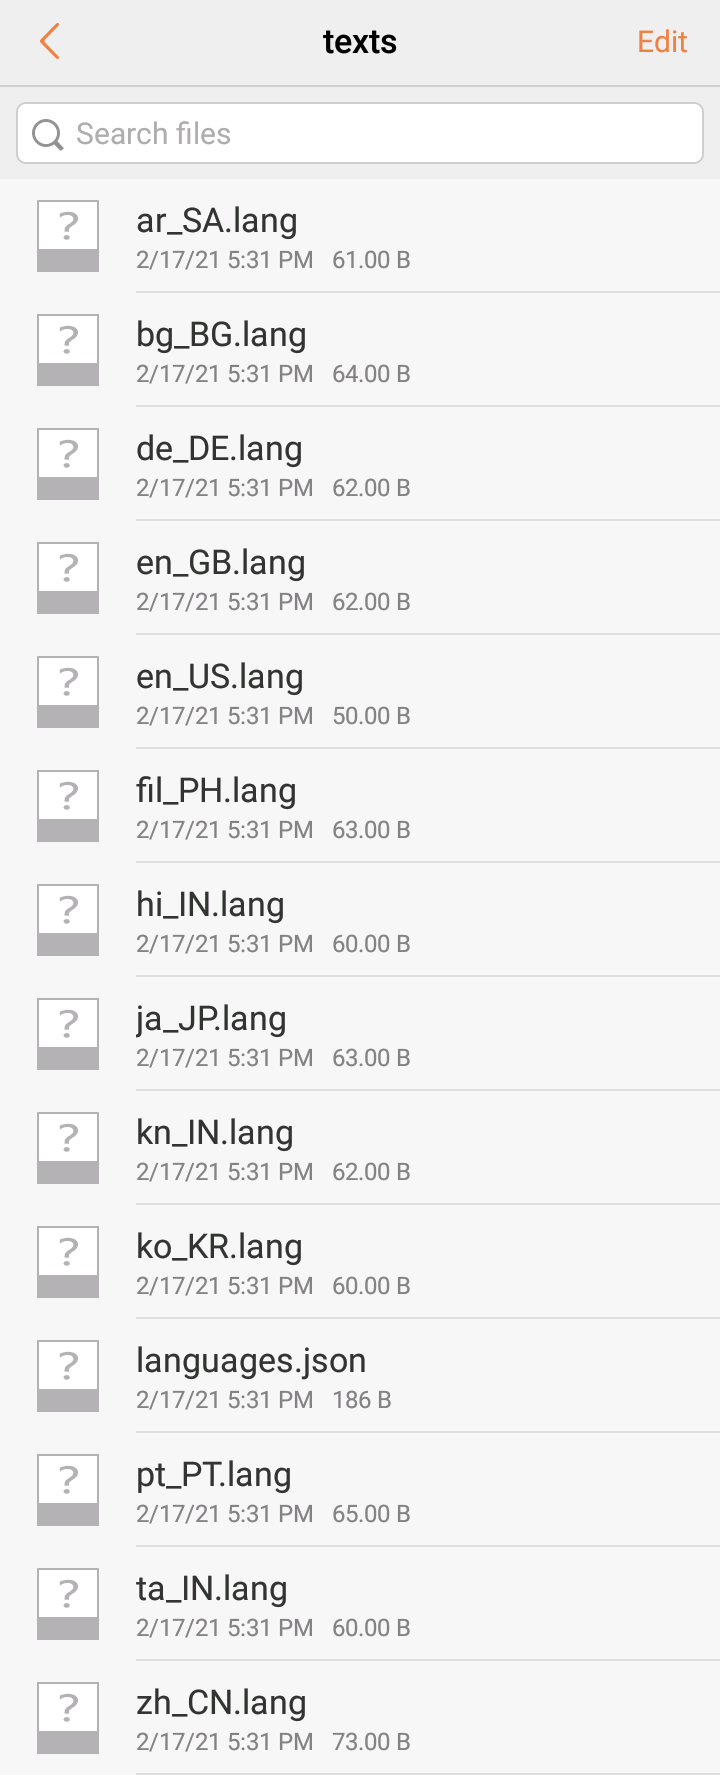 texts
Edit
Search files
?
ar_SA.lang
2/17/21 5:31 PM 61.00 B
?
bg_BG.lang
2/17/21 5:31 PM 64.00 B
?
de_DE.lang
2/17/21 5:31 PM 62.00 B
?
en_GB.lang
2/17/21 5:31 PM 62.00 B
?
en_US.lang
2/17/21 5:31 PM 50.00 B
?
fil_PH.lang
2/17/21 5:31 PM 63.00 B
?
hi_IN.lang
2/17/21 5:31 PM 60.00 B
?
ja_JP.lang
2/17/21 5:31 PM 63.00 B
?
kn_IN.lang
2/17/21 5:31 PM 62.00 B
?
ko_KR.lang
2/17/21 5:31 PM 60.00 B
?
languages.json
2/17/21 5:31 PM 186 B
?
pt_PT.lang
2/17/21 5:31 PM 65.00 B
?
ta_IN.lang
2/17/21 5:31 PM 60.00 B
?
zh_CN.lang
2/17/21 5:31 PM 73.00 B